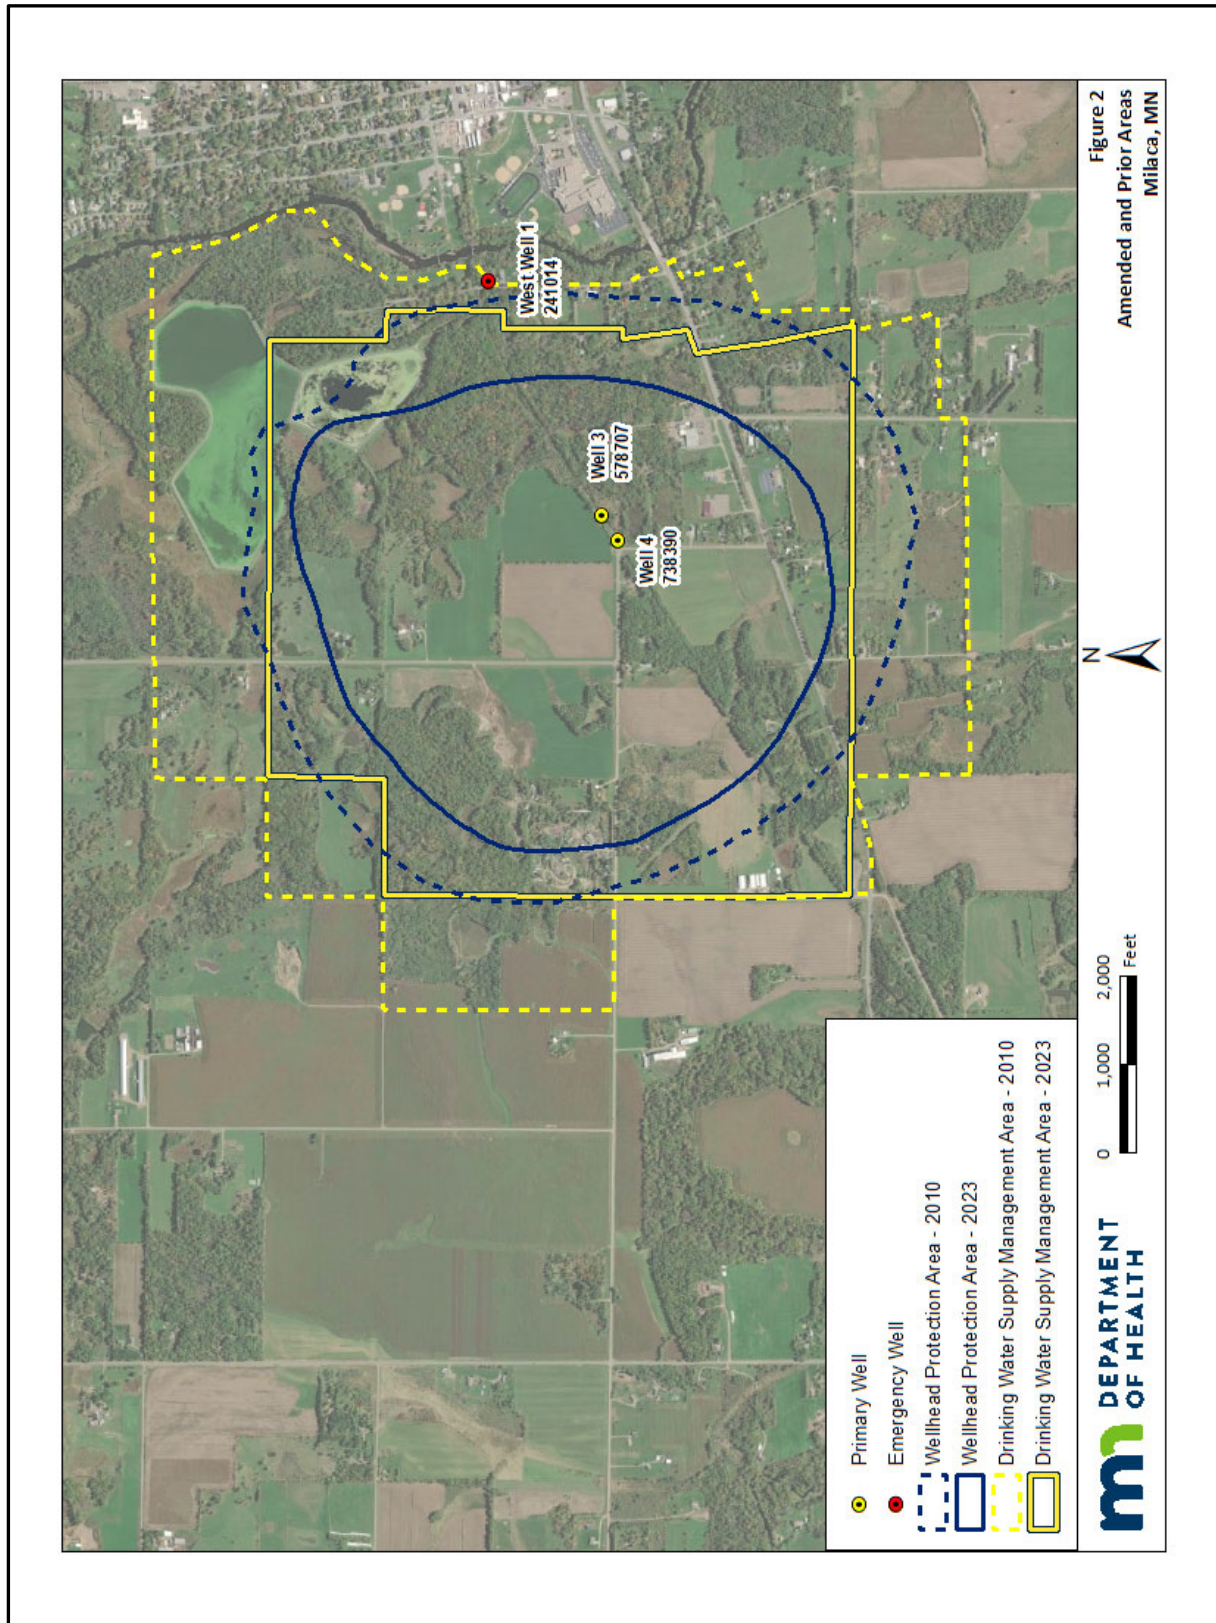 West Well 1
241014
Well 3
578707
Well 4
738390
Primary Well
Emergency Well
Wellhead Protection Area - 2010
Wellhead Protection Area - 2023
Drinking Water Supply Management Area - 2010
Drinking Water Supply Management Area - 2023
mn DEPARTMENT
OF HEALTH
0 1,000 2,000
Feet
N
Figure 2
Amended and Prior Areas
Milaca, MN